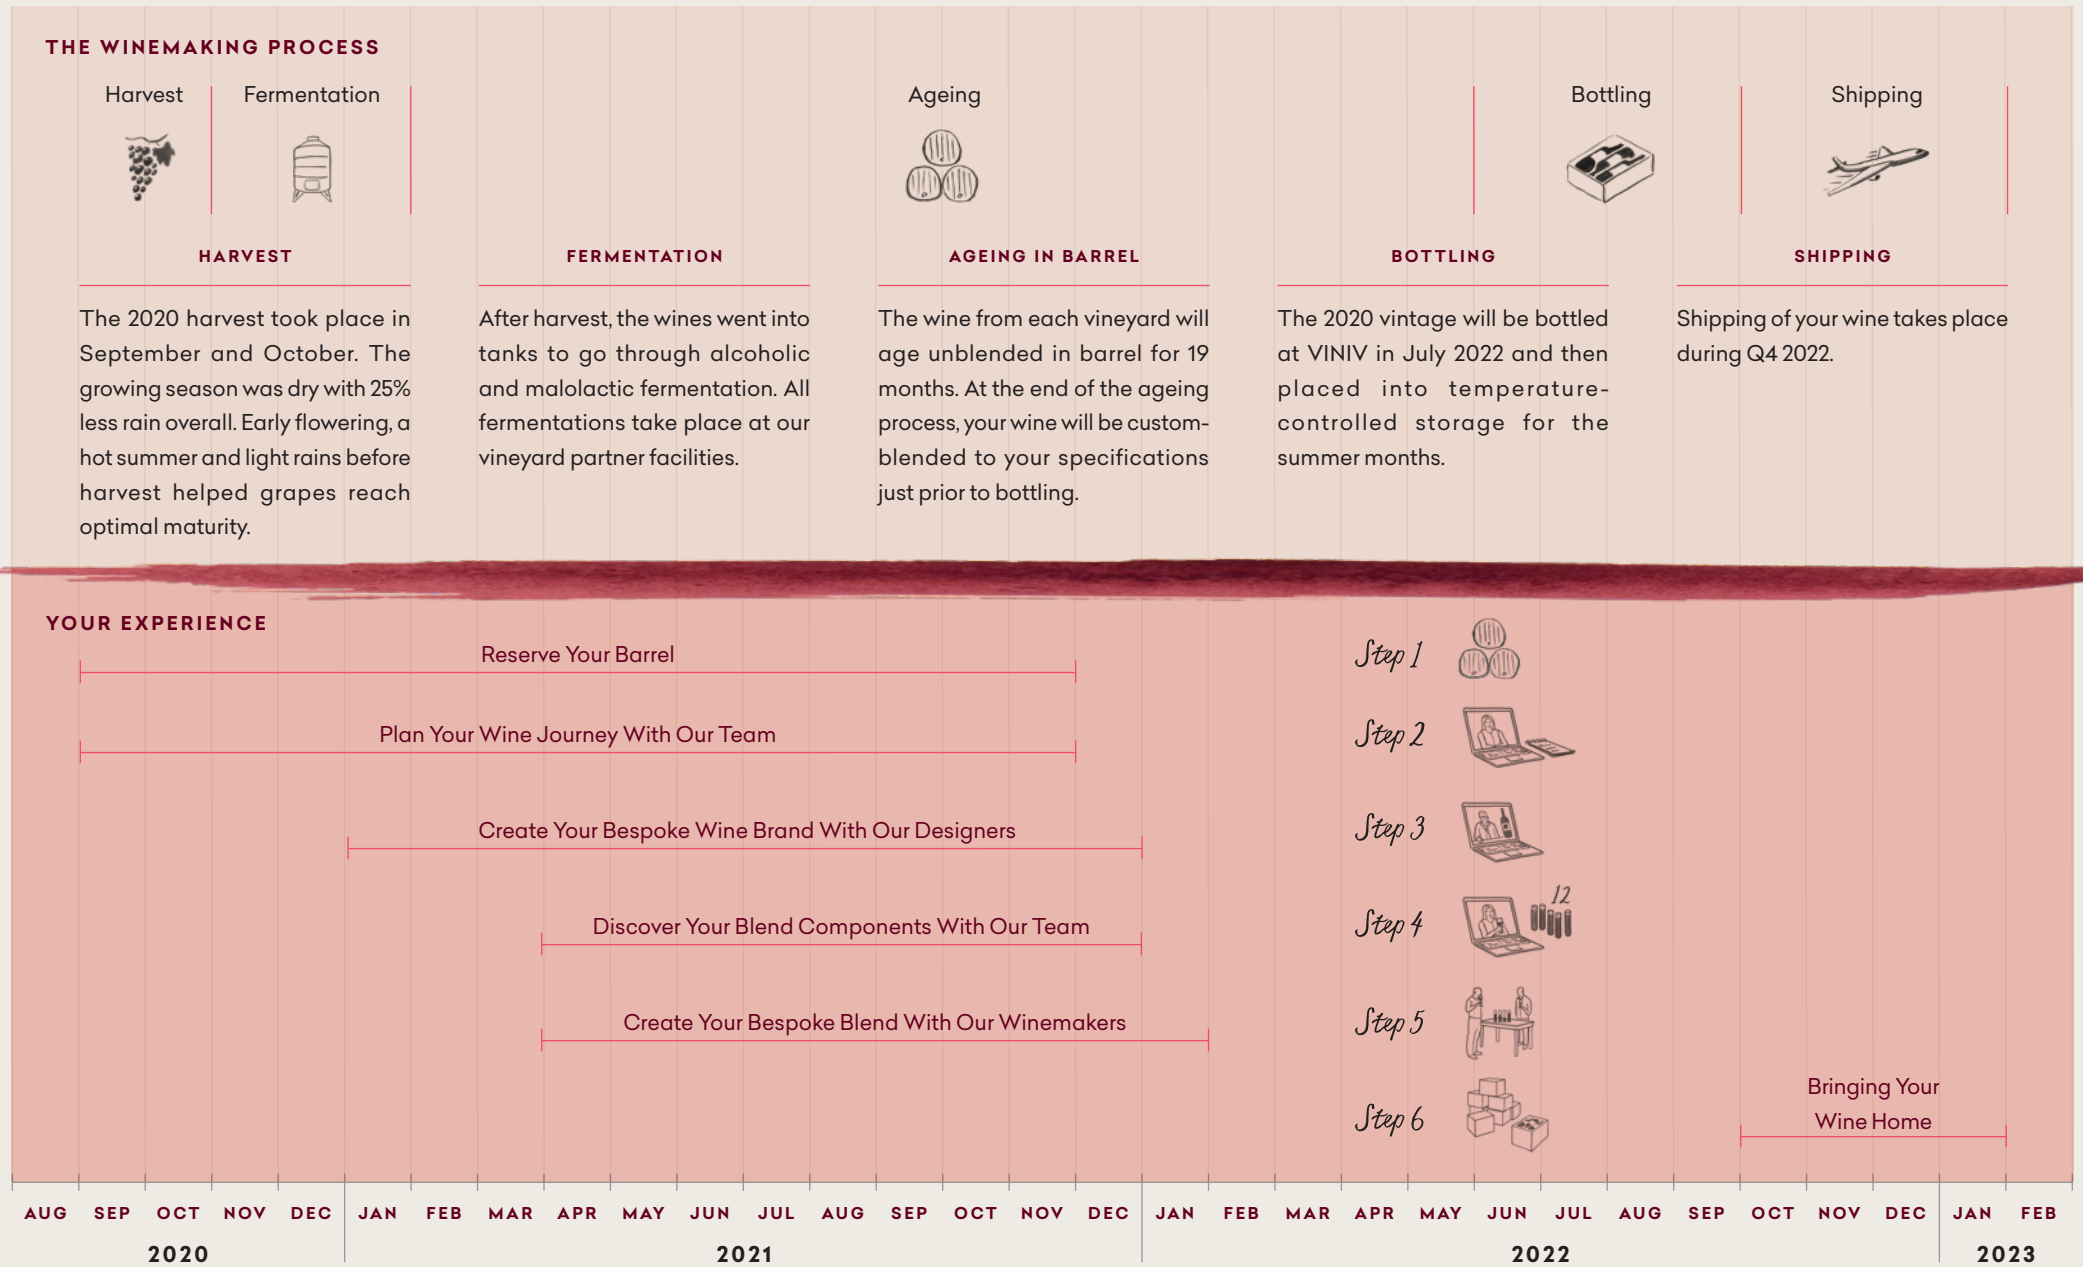 THE WINEMAKING PROCESS
Harvest
Fermentation
Ageing
Bottling
Shipping
HARVEST
The 2020 harvest took place in
September and October. The
growing season was dry with 25%
less rain overall. Early flowering, a
hot summer and light rains before
harvest helped grapes reach
optimal maturity.
FERMENTATION
After harvest, the wines went into
tanks to go through alcoholic
and malolactic fermentation. All
fermentations take place at our
vineyard partner facilities.
AGEING IN BARREL
The wine from each vineyard will
age unblended in barrel for 19
months. At the end of the ageing
process, your wine will be custom-
blended to your specifications
just prior to bottling.
BOTTLING
The 2020 vintage will be bottled
at VINIV in July 2022 and then
placed into temperature-
controlled storage for the
summer months.
SHIPPING
Shipping of your wine takes place
during Q4 2022.
YOUR EXPERIENCE
Reserve Your Barrel
Step 1
Plan Your Wine Journey With Our Team
Step 2
Create Your Bespoke Wine Brand With Our Designers
Step 3
Discover Your Blend Components With Our Team
Step 4
12
Create Your Bespoke Blend With Our Winemakers
Step 5
Step 6
Bringing Your
Wine Home
AUG SEP OCT NOV DEC JAN FEB MAR APR MAY JUN JUL AUG SEP OCT NOV DEC JAN FEB MAR APR MAY JUN JUL AUG SEP OCT NOV DEC JAN FEB
2020 2021 2022 2023